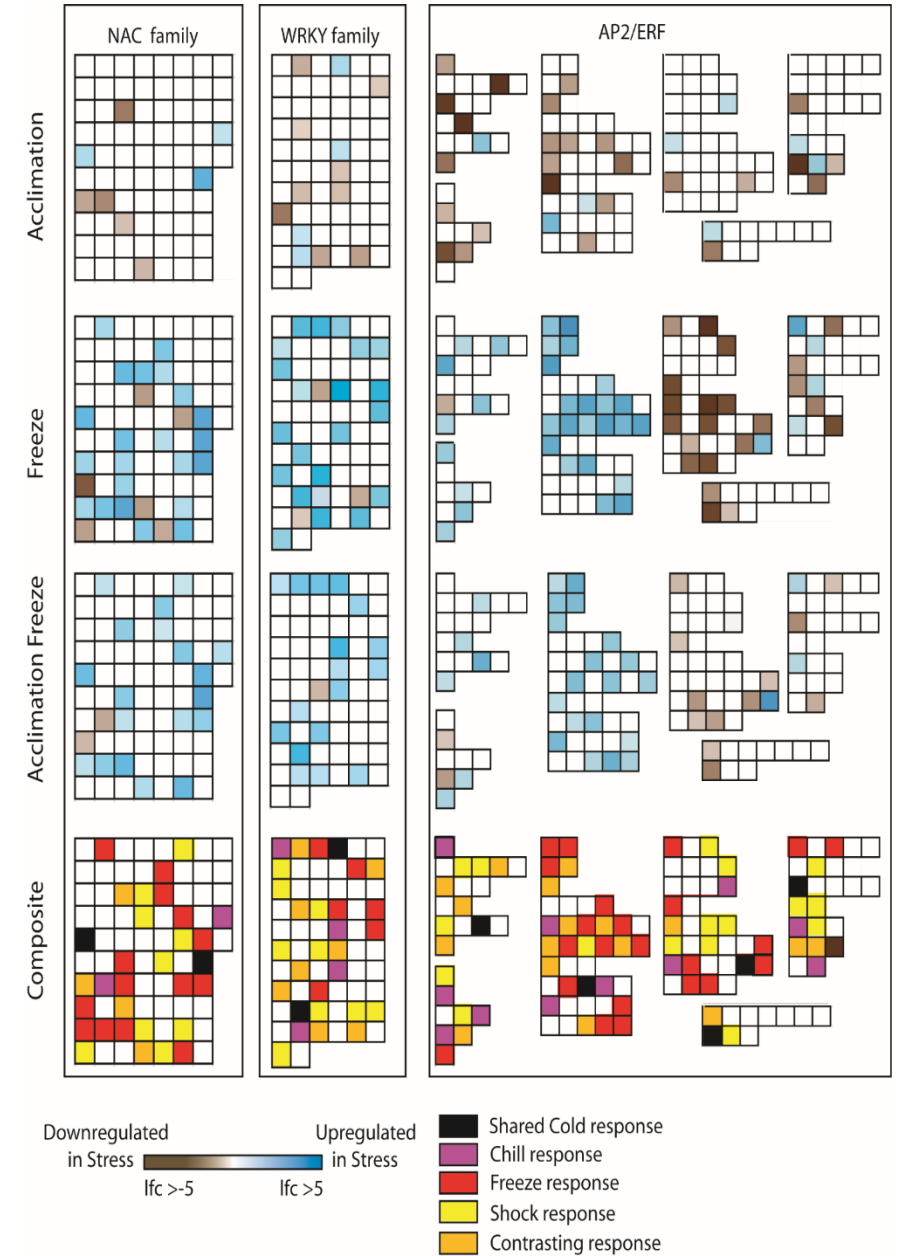 NAC family
WRKY family
AP2/ERF
Acclimation
Freeze
Acclimation Freeze
Composite
Downregulated
in Stress
Upregulated
in Stress
lfc >-5
lfc >5
Shared Cold response
Chill response
Freeze response
Shock response
Contrasting response